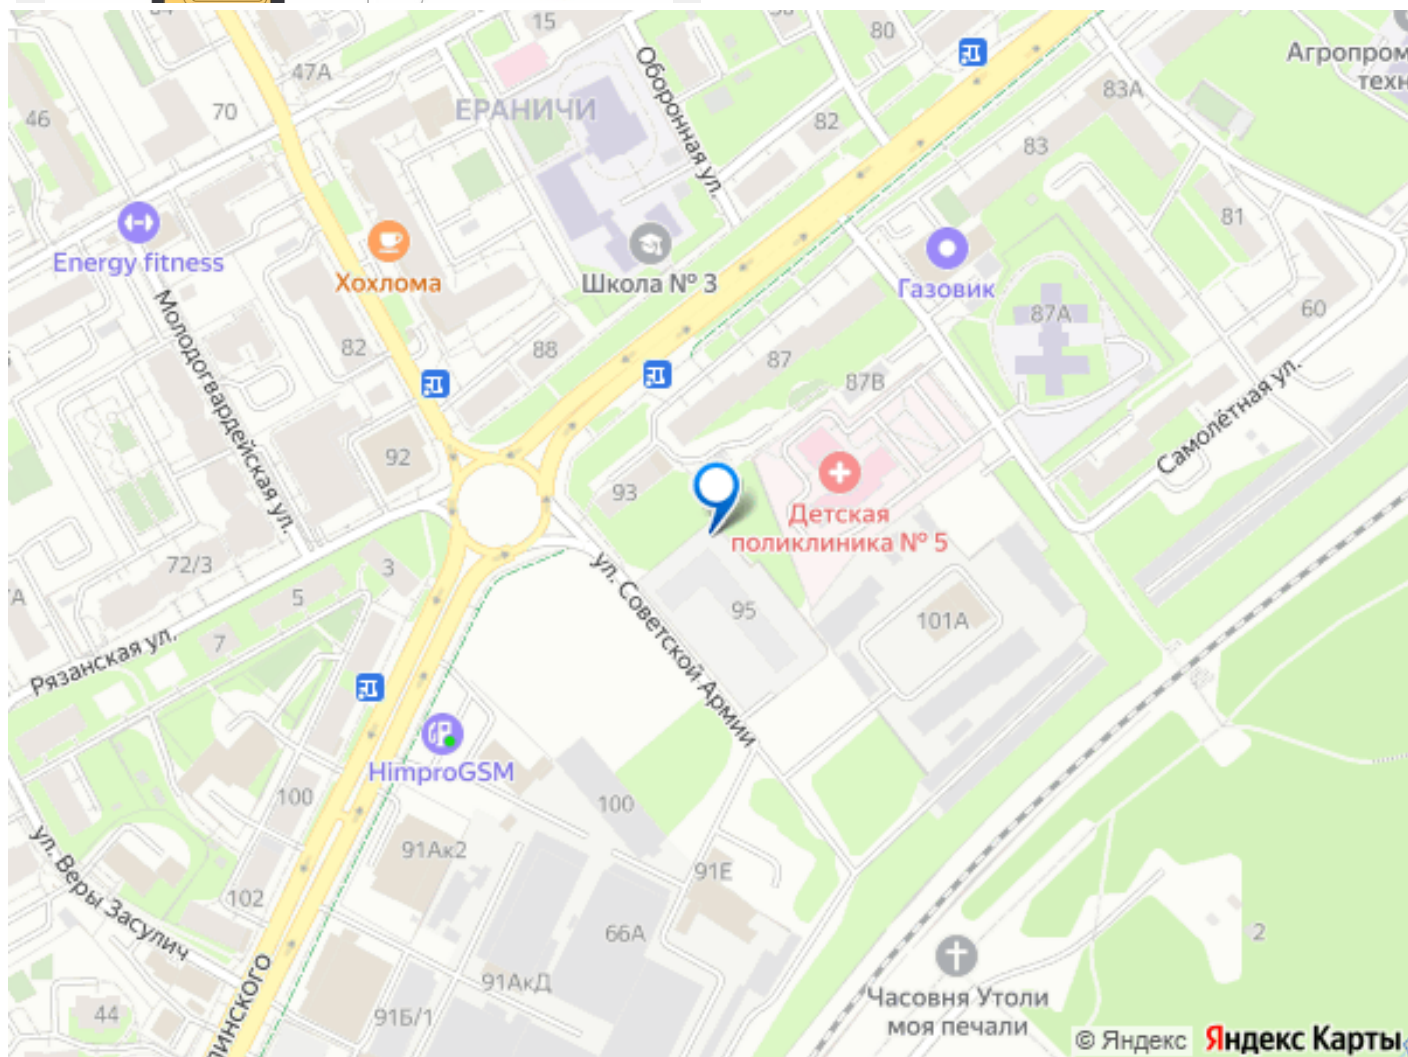 15
80
Агропром
техн
47А
Оборонная ул.
83А
46
70
ЕРАНИЧИ
82
83
81
Energy fitness
Хохлома
Школа № 3
Газовик
87А
60
Молодогвардейская ул.
82
88
87
87В
Самолётная ул.
92
93
Детская
поликлиника № 5
72/3
3
5
7
Рязанская ул.
ул. Советской Армии
95
101А
HimproGSM
100
100
91Ак2
91Е
ул. Веры Засулич
102
66А
2
91АкД
Часовня Утоли
моя печали
44
91Б/1
линского
© Яндекс
Яндекс Карты